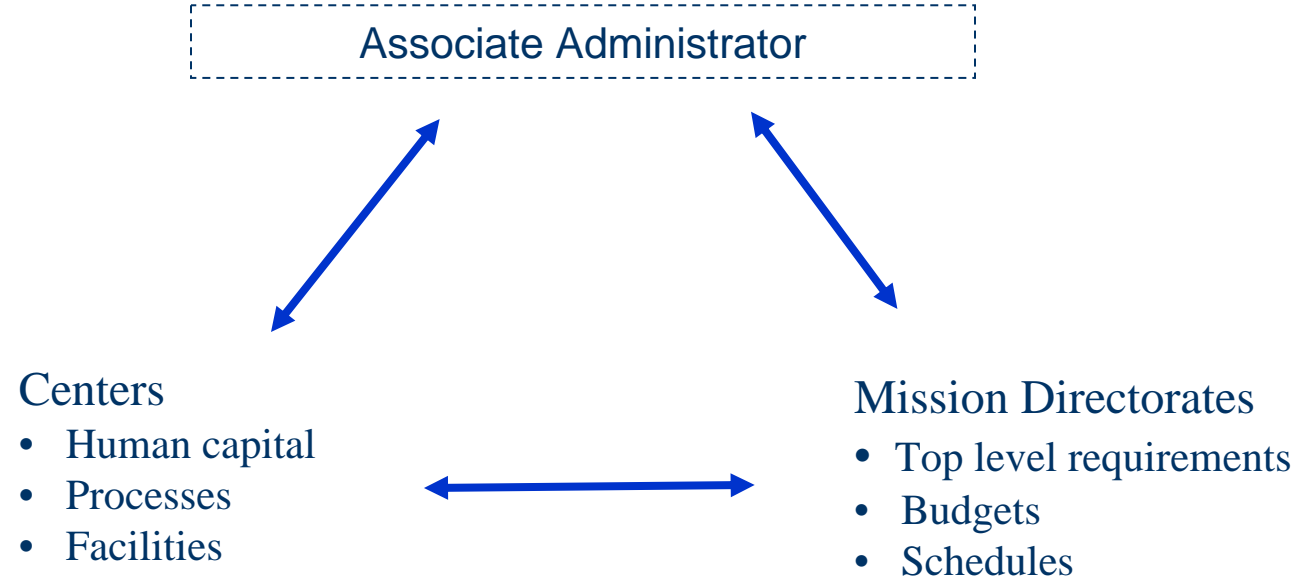 Associate Administrator
Centers
• Human capital
• Processes
• Facilities
Mission Directorates
• Top level requirements
• Budgets
• Schedules